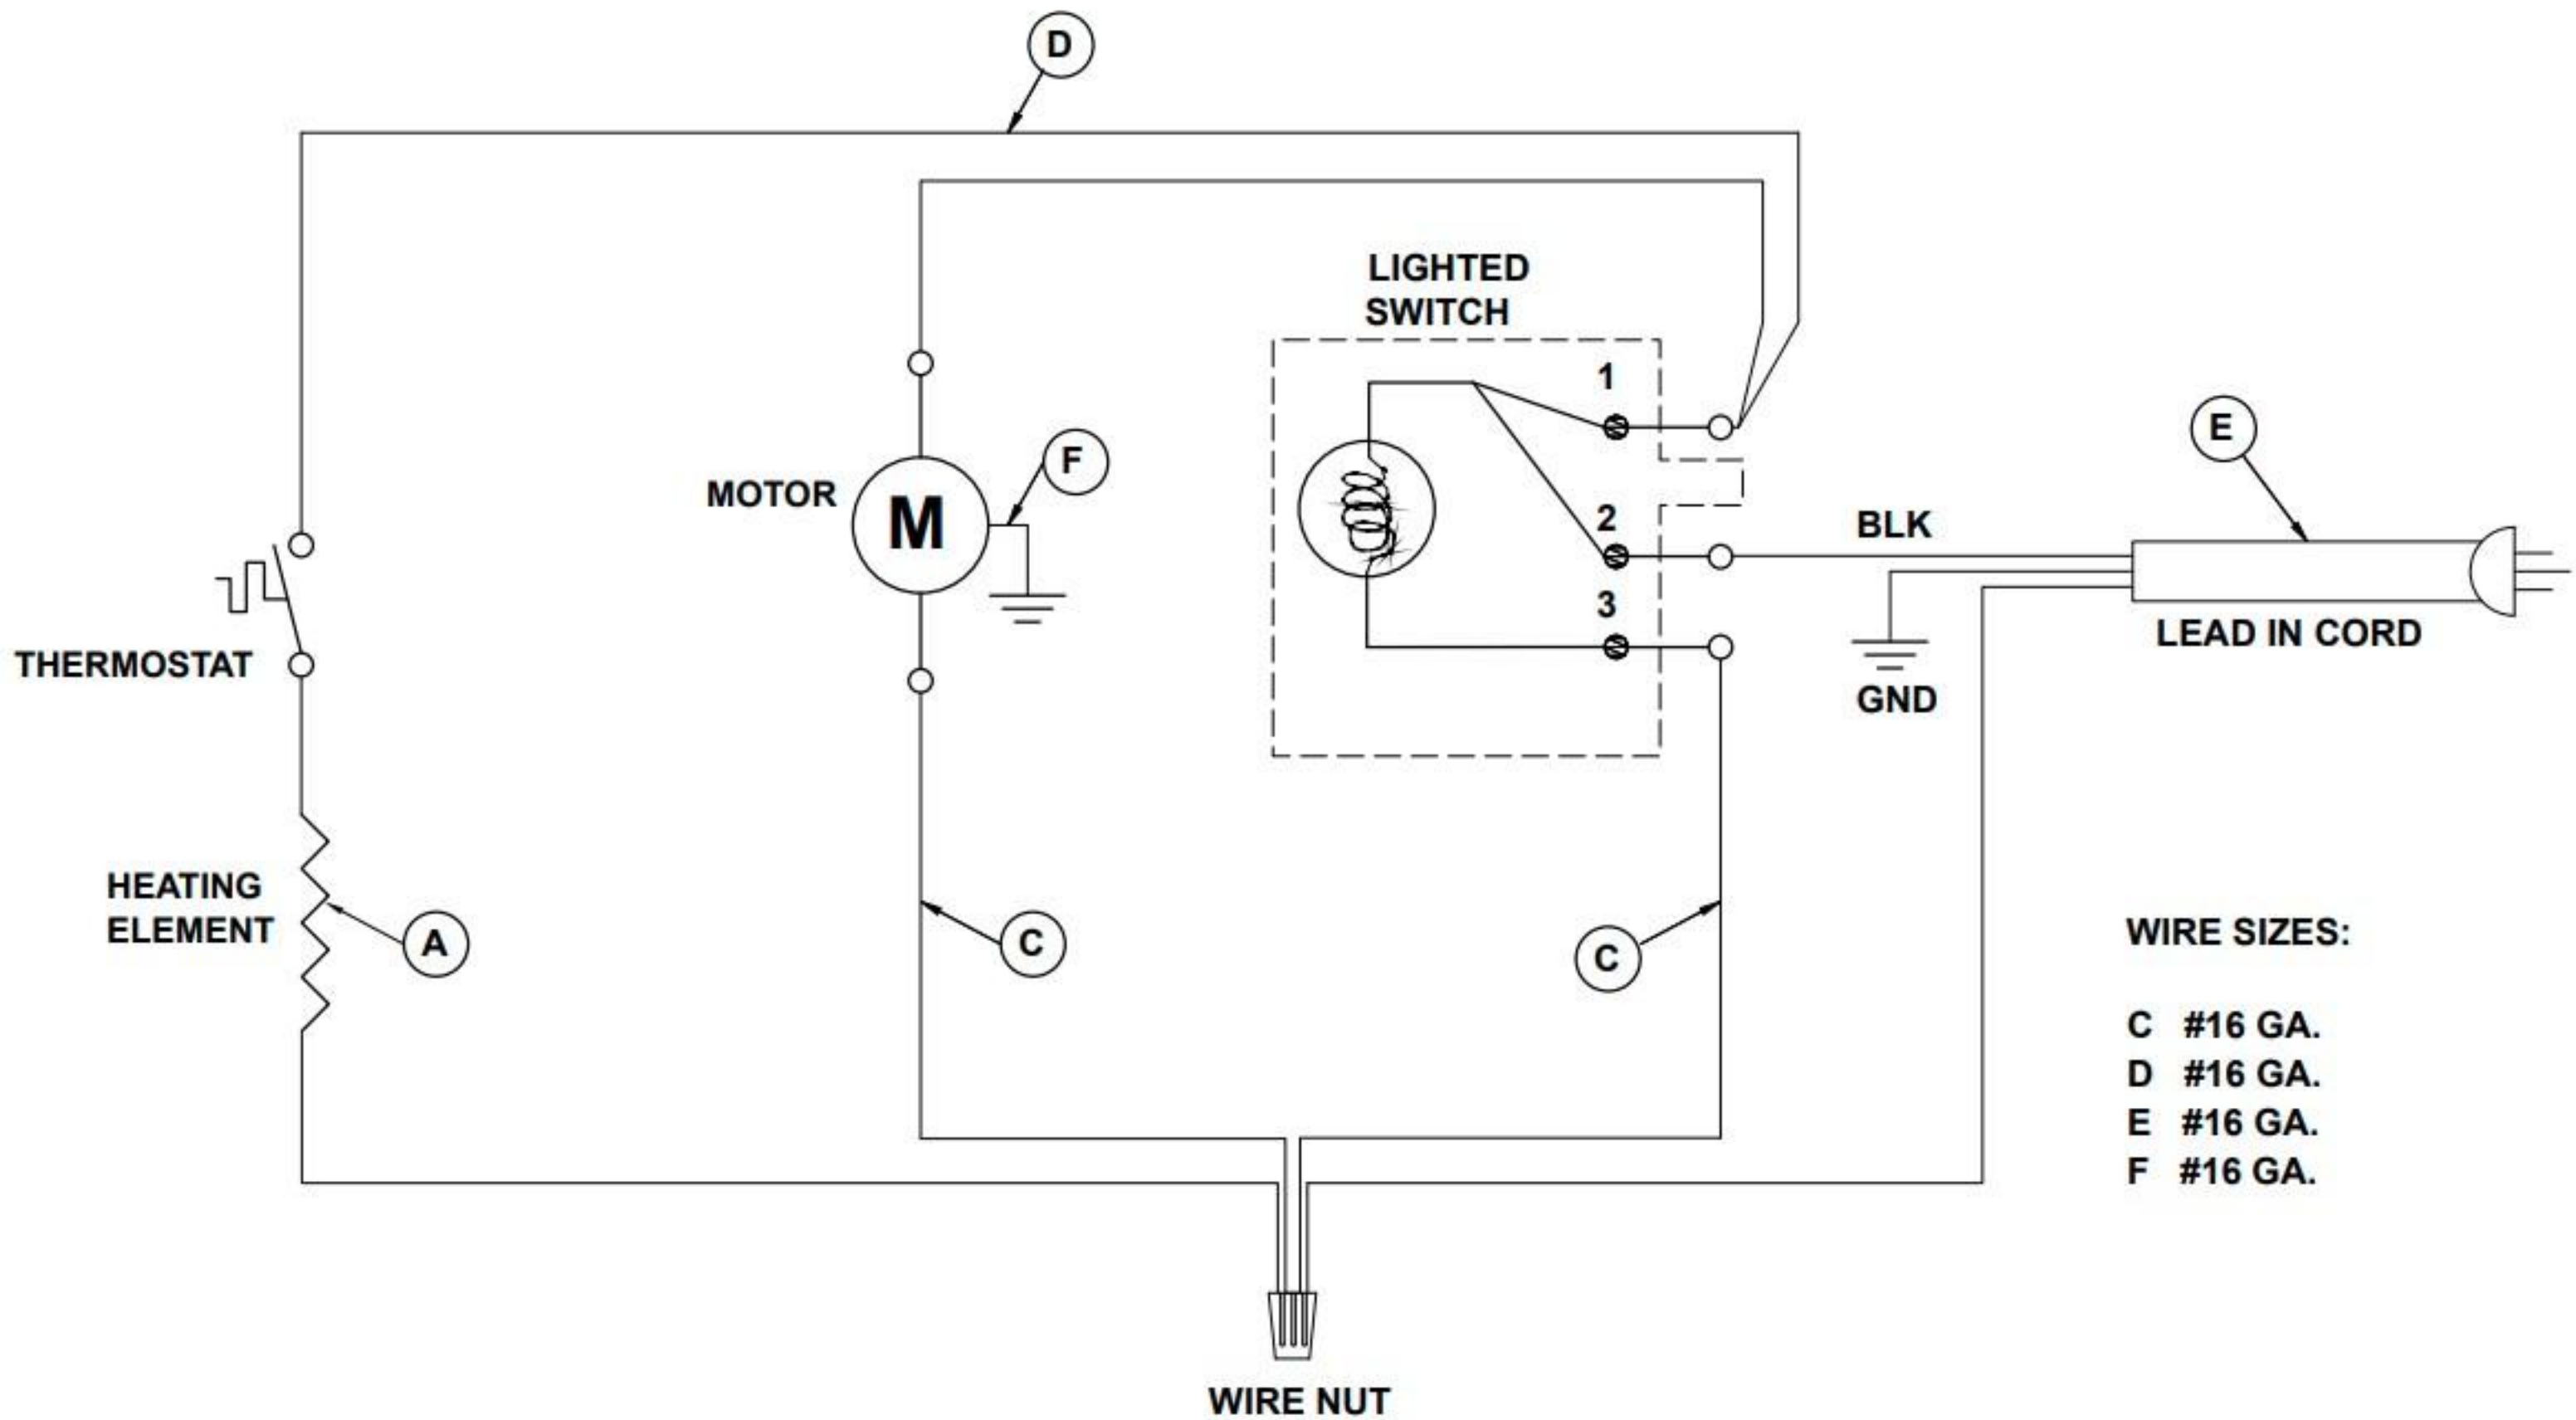 D
LIGHTED
SWITCH
1
E
F
MOTOR
M
2
BLK
3
THERMOSTAT
LEAD IN CORD
GND
HEATING
ELEMENT
A
C
C
WIRE SIZES:
C #16 GA.
D #16 GA.
E #16 GA.
F #16 GA.
WIRE NUT